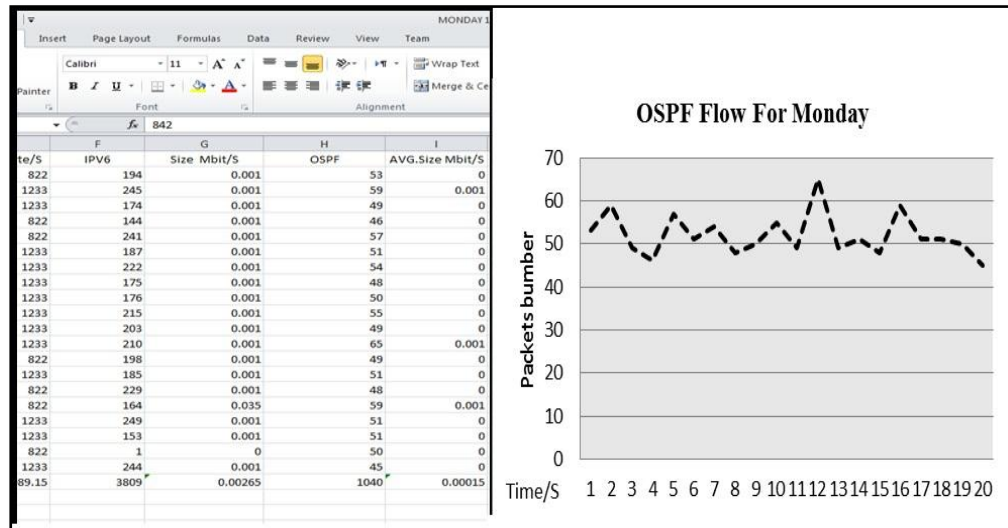 MONDAY 1
Insert Page Layout Formulas Data Review View Team
Calibri 11 A A Wrap Text
Painter B I U A Merge & Ce
Font Alignment
fx 842
F G H I
te/S IPV6 Size Mbit/S OSPF AVG.Size Mbit/S
822 194 0.001 53 0
1233 245 0.001 59 0.001
1233 174 0.001 49 0
822 144 0.001 46 0
822 241 0.001 57 0
1233 187 0.001 51 0
1233 222 0.001 54 0
1233 175 0.001 48 0
1233 176 0.001 50 0
1233 215 0.001 55 0
1233 203 0.001 49 0
1233 210 0.001 65 0.001
822 198 0.001 49 0
1233 185 0.001 51 0
822 229 0.001 48 0
822 164 0.035 59 0.001
1233 249 0.001 51 0
1233 153 0.001 51 0
822 1 0 50 0
1233 244 0.001 45 0
89.15 3809 0.00265 1040 0.00015
OSPF Flow For Monday
Packets bumber
70
60
50
40
30
20
10
0
Time/S 1 2 3 4 5 6 7 8 9 10 11 12 13 14 15 16 17 18 19 20